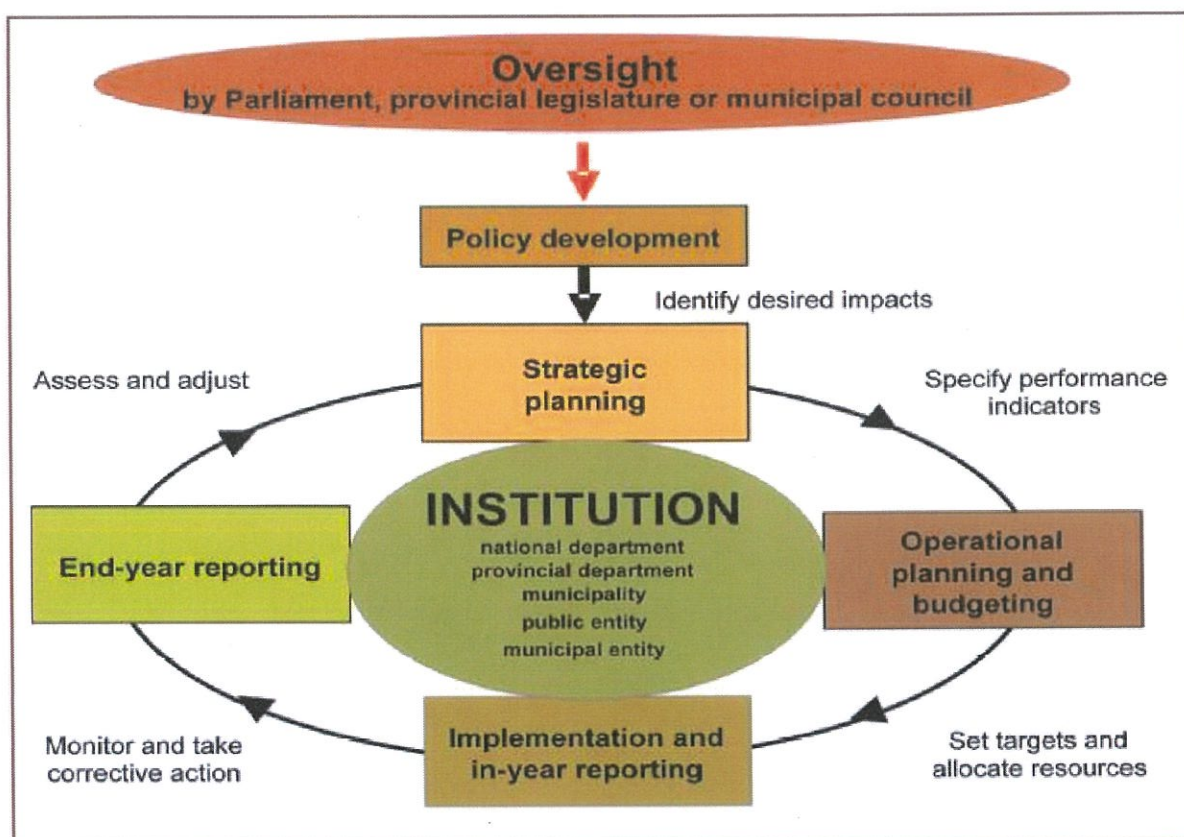 Oversight
by Parliament, provincial legislature or municipal council
Policy development
Identify desired impacts
Strategic
planning
Assess and adjust
Specify performance
indicators
INSTITUTION
national department
provincial department
municipality
public entity
municipal entity
End-year reporting
Operational
planning and
budgeting
Implementation and
in-year reporting
Monitor and take
corrective action
Set targets and
allocate resources